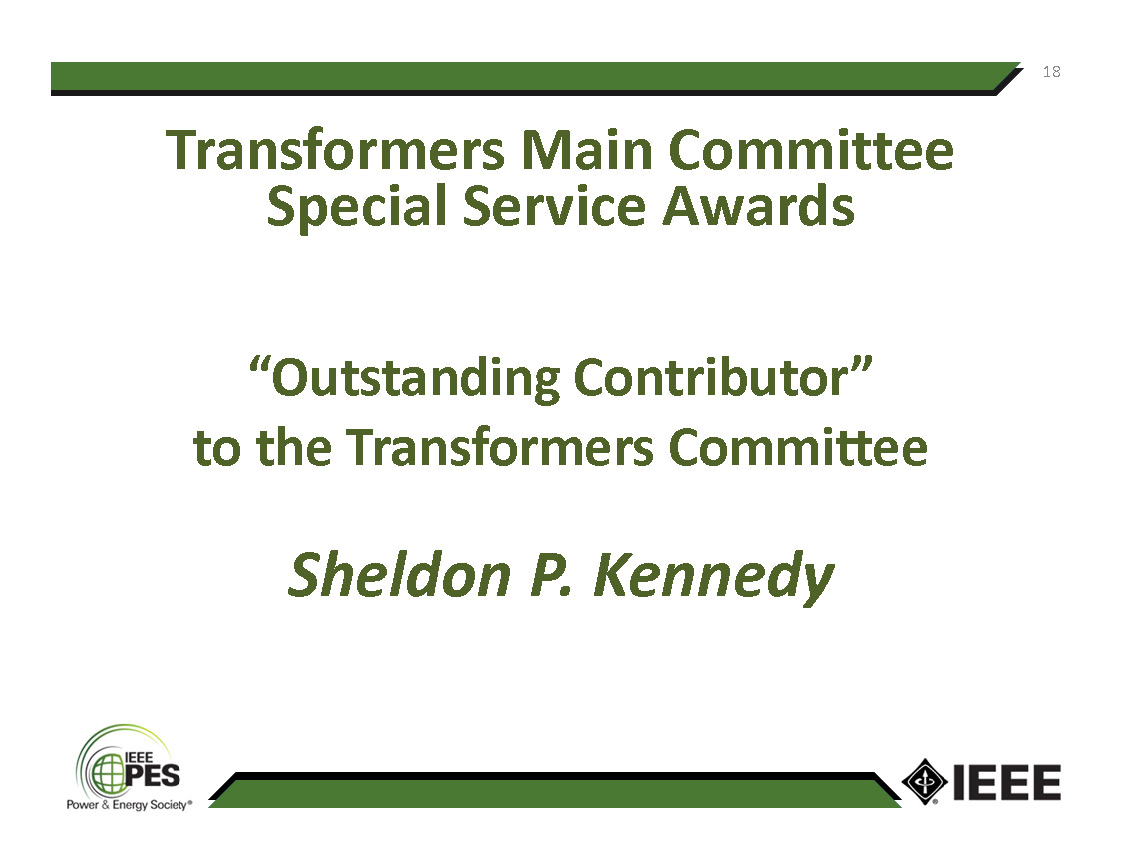 18
Transformers Main Committee
Special Service Awards
“Outstanding Contributor”
to the Transformers Committee
Sheldon P. Kennedy
IEEE
PES
Power & Energy Society®
IEEE